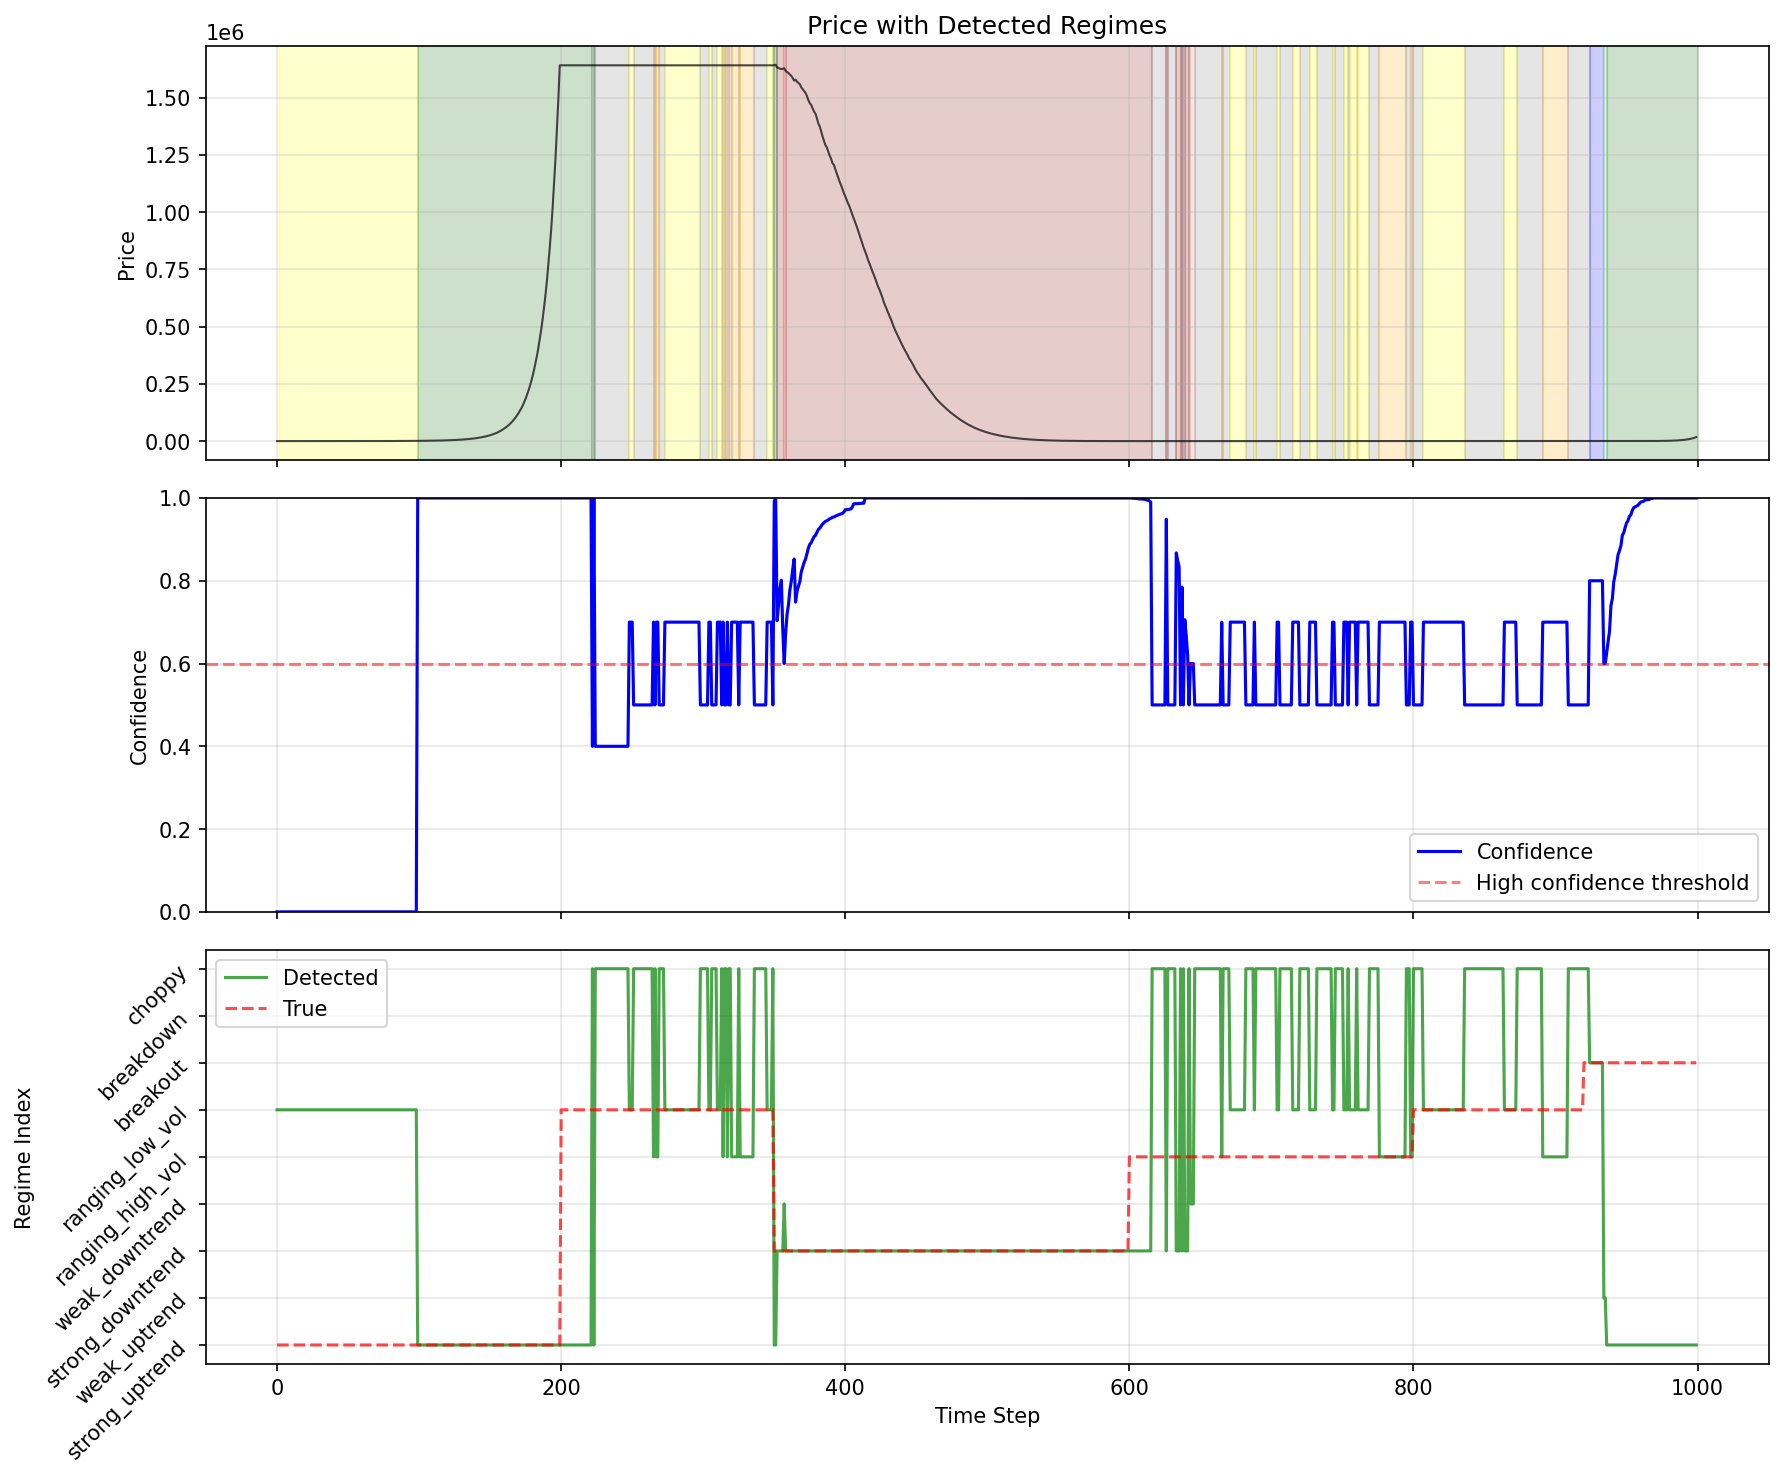 Price with Detected Regimes
1e6
1.50
1.25
1.00
0.75
0.50
0.25
0.00
Price
1.0
0.8
0.6
0.4
0.2
0.0
Confidence
Confidence
High confidence threshold
Detected
True
choppy
breakdown
breakout
ranging_low_vol
ranging_high_vol
weak_downtrend
strong_downtrend
weak_uptrend
strong_uptrend
Regime Index
0
200
400
600
800
1000
Time Step